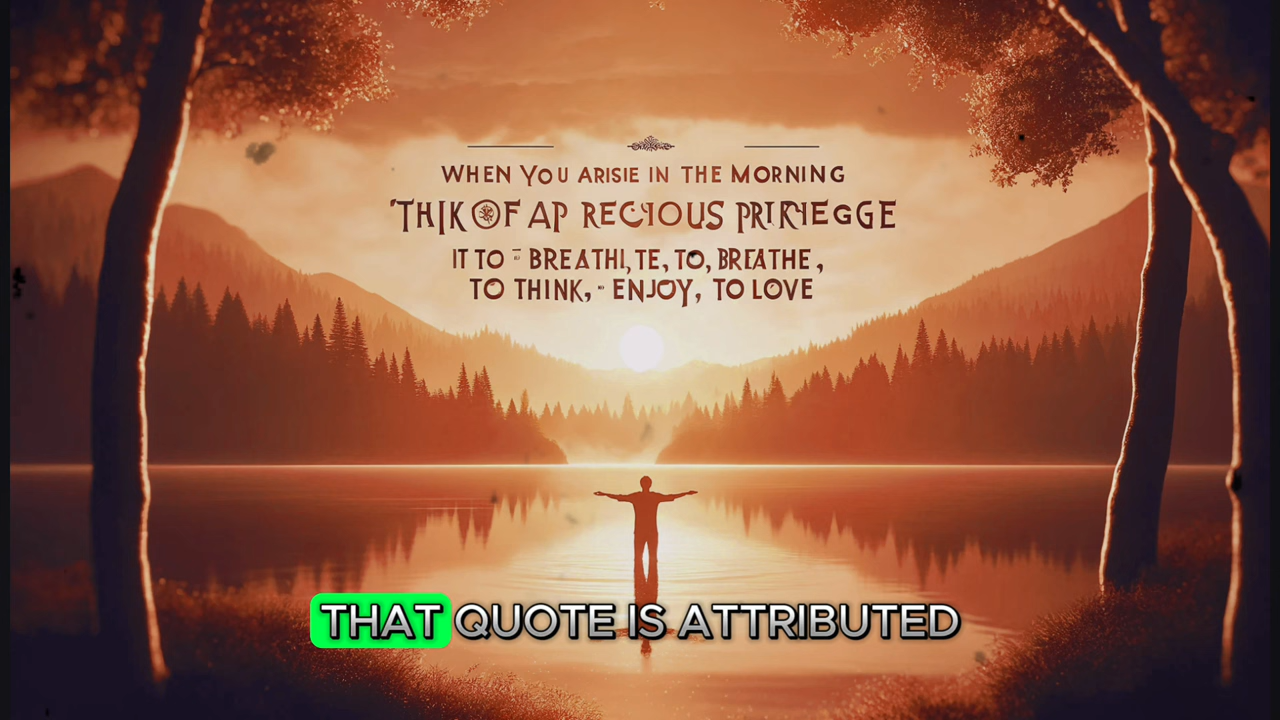 WHEN YOU ARISIE IN THE MORNING
'THIK OF AP RECIOUS PRIRIEGGE
IT TO - BREATHI, TE, TO, BREATHE,
TO THINK, - ENJOY, TO LOVE
THAT QUOTE IS ATTRIBUTED